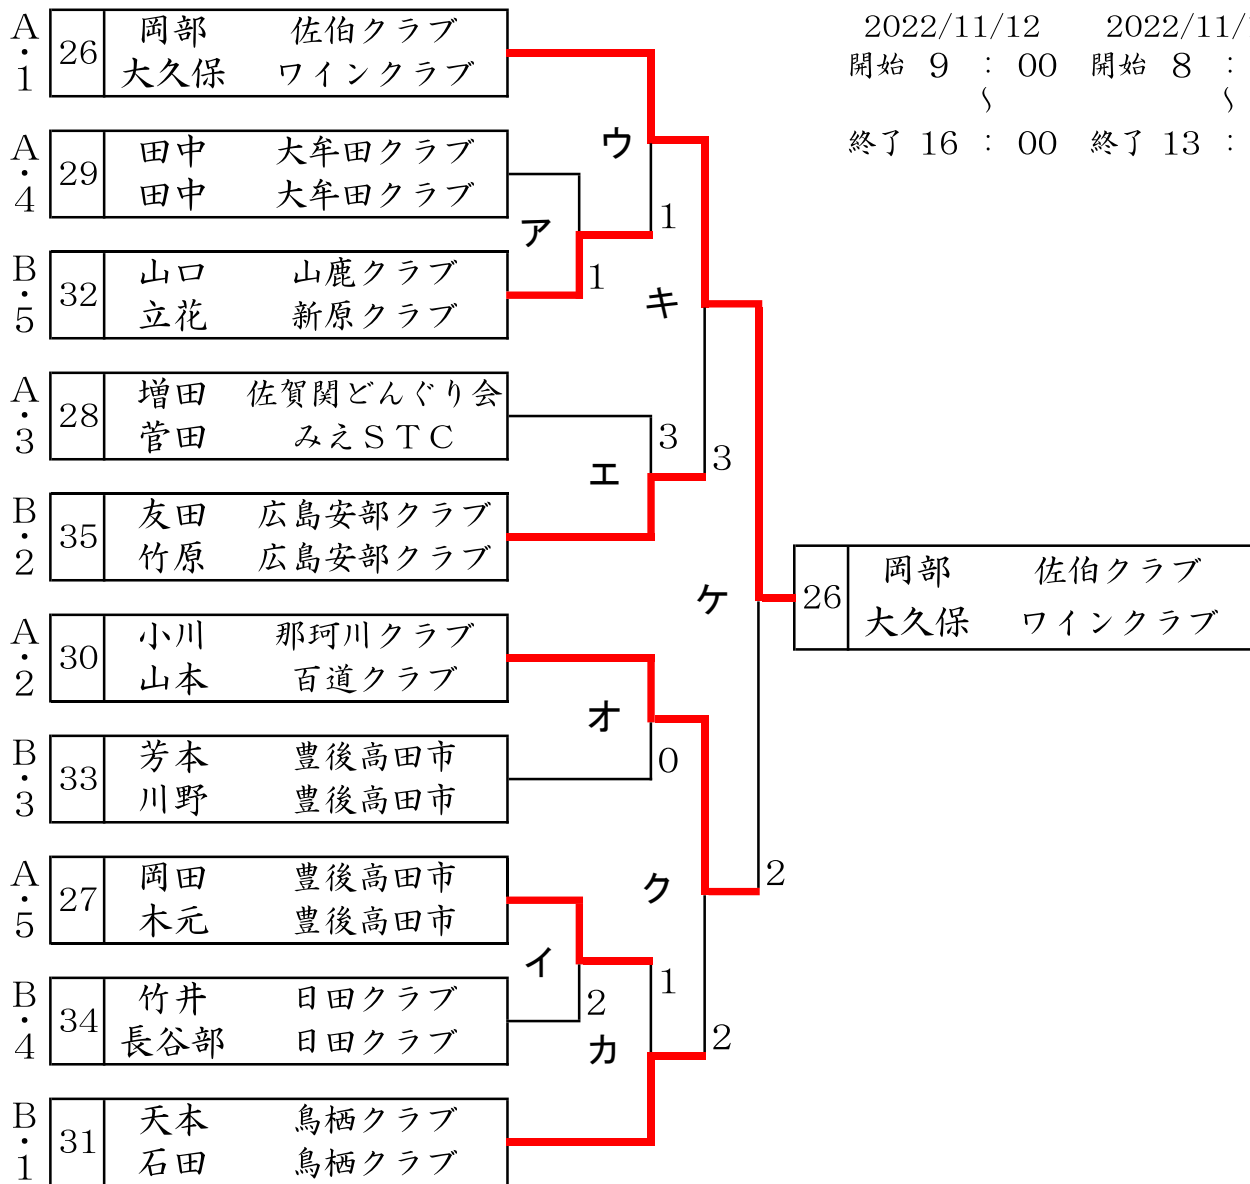 2022/11/12 2022/11/
開始 9 : 00 開始 8 :
〜 〜
終了 16 : 00 終了 13 :
A・1 26 岡部 佐伯クラブ
大久保 ワインクラブ
ウ
A・4 29 田中 大牟田クラブ
田中 大牟田クラブ
ア 1
B・5 32 山口 山鹿クラブ
立花 新原クラブ
1 キ
A・3 28 増田 佐賀関どんぐり会
菅田 みえSTC
3 3
エ
B・2 35 友田 広島安部クラブ
竹原 広島安部クラブ
ケ
26 岡部 佐伯クラブ
大久保 ワインクラブ
A・2 30 小川 那珂川クラブ
山本 百道クラブ
オ
B・3 33 芳本 豊後高田市
川野 豊後高田市
0
A・5 27 岡田 豊後高田市
木元 豊後高田市
ク 2
イ 1
B・4 34 竹井 日田クラブ
長谷部 日田クラブ
2 カ 2
B・1 31 天本 鳥栖クラブ
石田 鳥栖クラブ